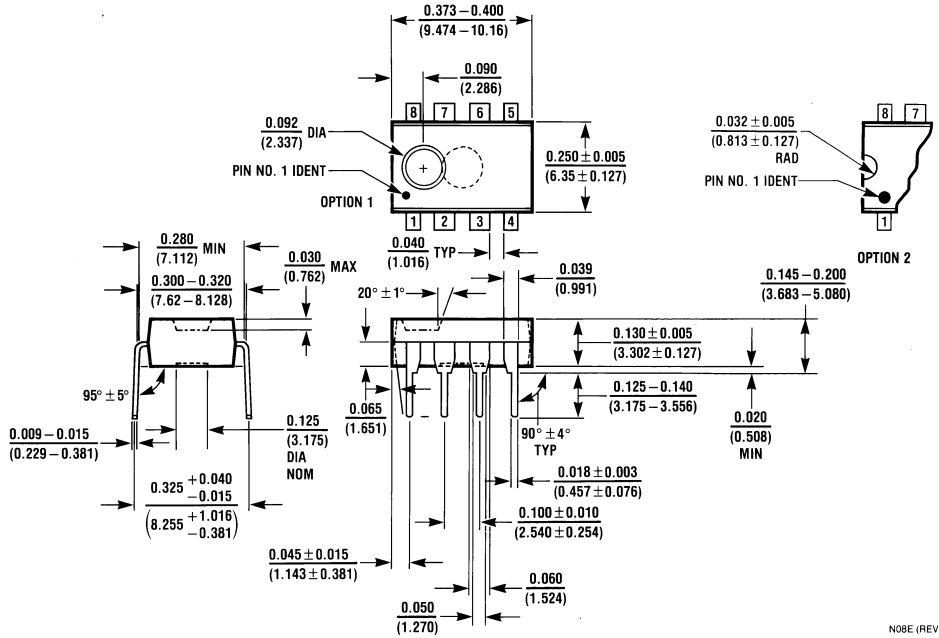 0.373 – 0.400
(9.474 – 10.16)
0.090
(2.286)
8 7 6 5
0.092 DIA
(2.337)
PIN NO. 1 IDENT
OPTION 1
0.250 ± 0.005
(6.35 ± 0.127)
1 2 3 4
8 7
0.032 ± 0.005
(0.813 ± 0.127)
RAD
PIN NO. 1 IDENT
1
OPTION 2
0.280 MIN
(7.112)
0.030 MAX
(0.762)
0.300 – 0.320
(7.62 – 8.128)
0.040 TYP
(1.016)
0.039
(0.991)
0.145 – 0.200
(3.683 – 5.080)
20° ± 1°
0.130 ± 0.005
(3.302 ± 0.127)
95° ± 5°
0.065
(1.651)
0.125 – 0.140
(3.175 – 3.556)
90° ± 4°
TYP
0.020
(0.508)
MIN
0.009 – 0.015
(0.229 – 0.381)
0.125
(3.175)
DIA
NOM
0.018 ± 0.003
(0.457 ± 0.076)
0.325 +0.040
–0.015
(8.255 +1.016
–0.381)
0.100 ± 0.010
(2.540 ± 0.254)
0.045 ± 0.015
(1.143 ± 0.381)
0.060
(1.524)
0.050
(1.270)
N08E (REV